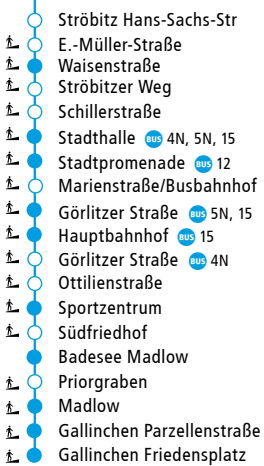 Ströbitz Hans-Sachs-Str
E.-Müller-Straße
Waisenstraße
Ströbitzer Weg
Schillerstraße
Stadthalle BUS 4N, 5N, 15
Stadtpromenade BUS 12
Marienstraße/Busbahnhof
Görlitzer Straße BUS 5N, 15
Hauptbahnhof BUS 15
Görlitzer Straße BUS 4N
Ottilienstraße
Sportzentrum
Südfriedhof
Badesee Madlow
Priorgraben
Madlow
Gallinchen Parzellenstraße
Gallinchen Friedensplatz